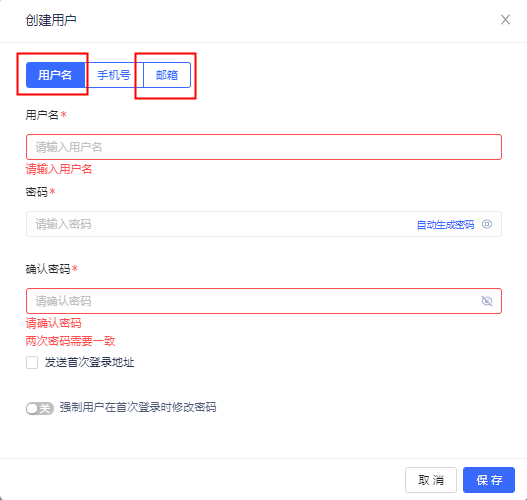 创建用户
用户名 手机号 邮箱
用户名*
请输入用户名
请输入用户名
密码*
请输入密码 自动生成密码
确认密码*
请确认密码
请确认密码
两次密码需要一致
发送首次登录地址
关 强制用户在首次登录时修改密码
取消 保存